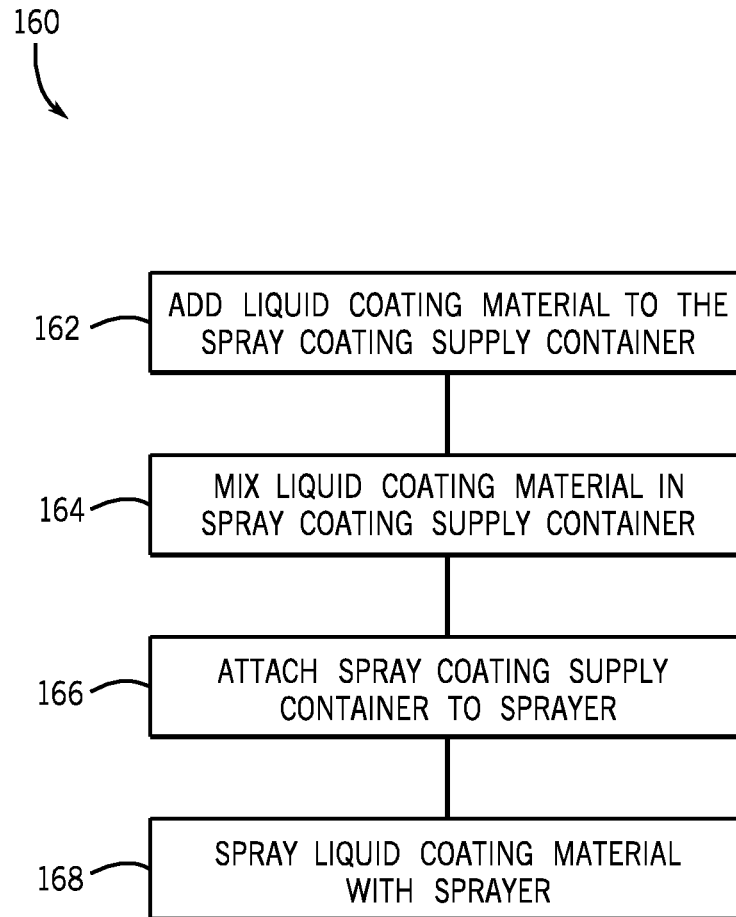 160
162
ADD LIQUID COATING MATERIAL TO THE
SPRAY COATING SUPPLY CONTAINER
164
MIX LIQUID COATING MATERIAL IN
SPRAY COATING SUPPLY CONTAINER
166
ATTACH SPRAY COATING SUPPLY
CONTAINER TO SPRAYER
168
SPRAY LIQUID COATING MATERIAL
WITH SPRAYER